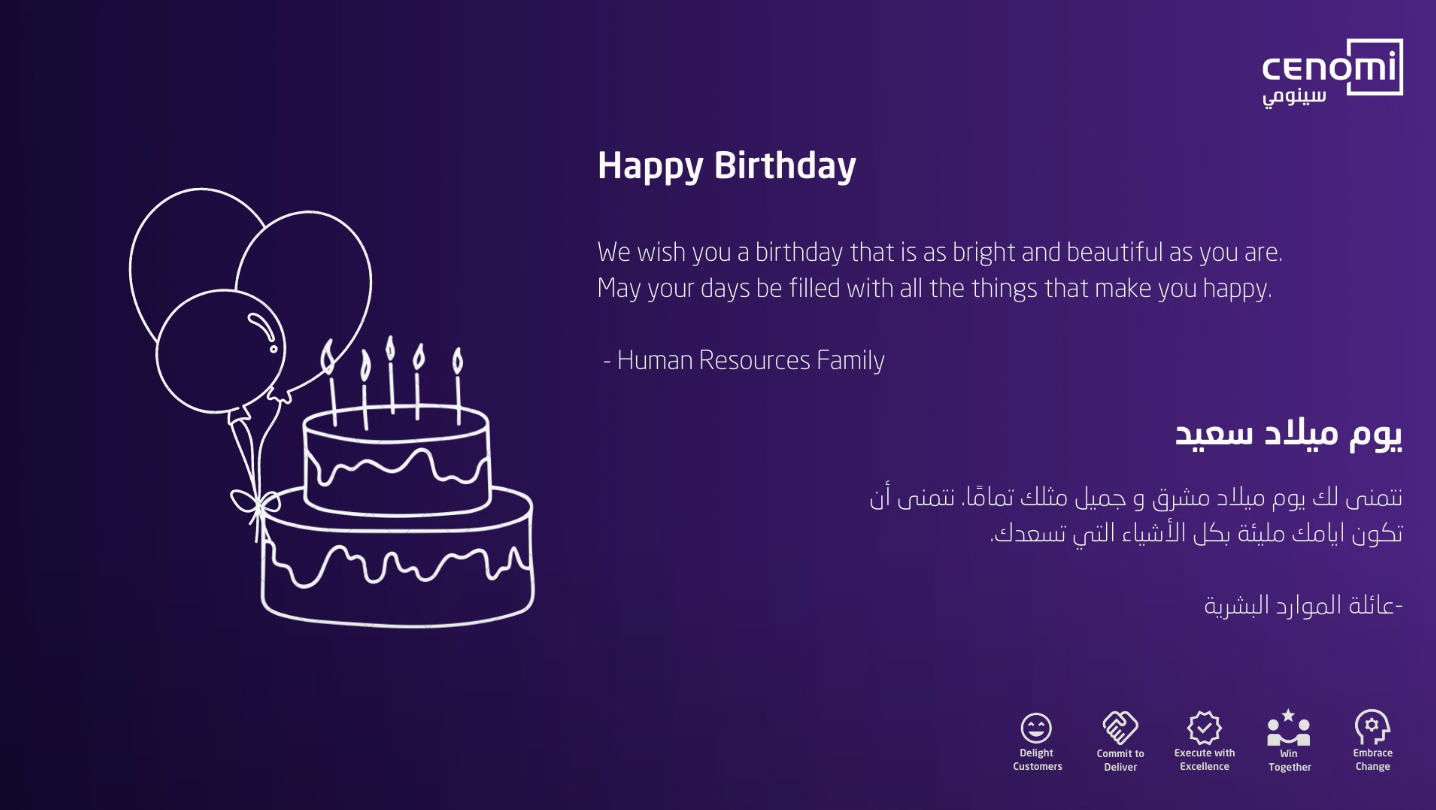 cenomi
سينومي
Happy Birthday
We wish you a birthday that is as bright and beautiful as you are.
May your days be filled with all the things that make you happy.
- Human Resources Family
يوم ميلاد سعيد
نتمنى لك يوم ميلاد مشرق و جميل مثلك تمامًا. نتمنى أن
تكون ايامك مليئة بكل الأشياء التي تسعدك.
-عائلة الموارد البشرية
Delight
Customers
Commit to
Deliver
Execute with
Excellence
Win
Together
Embrace
Change